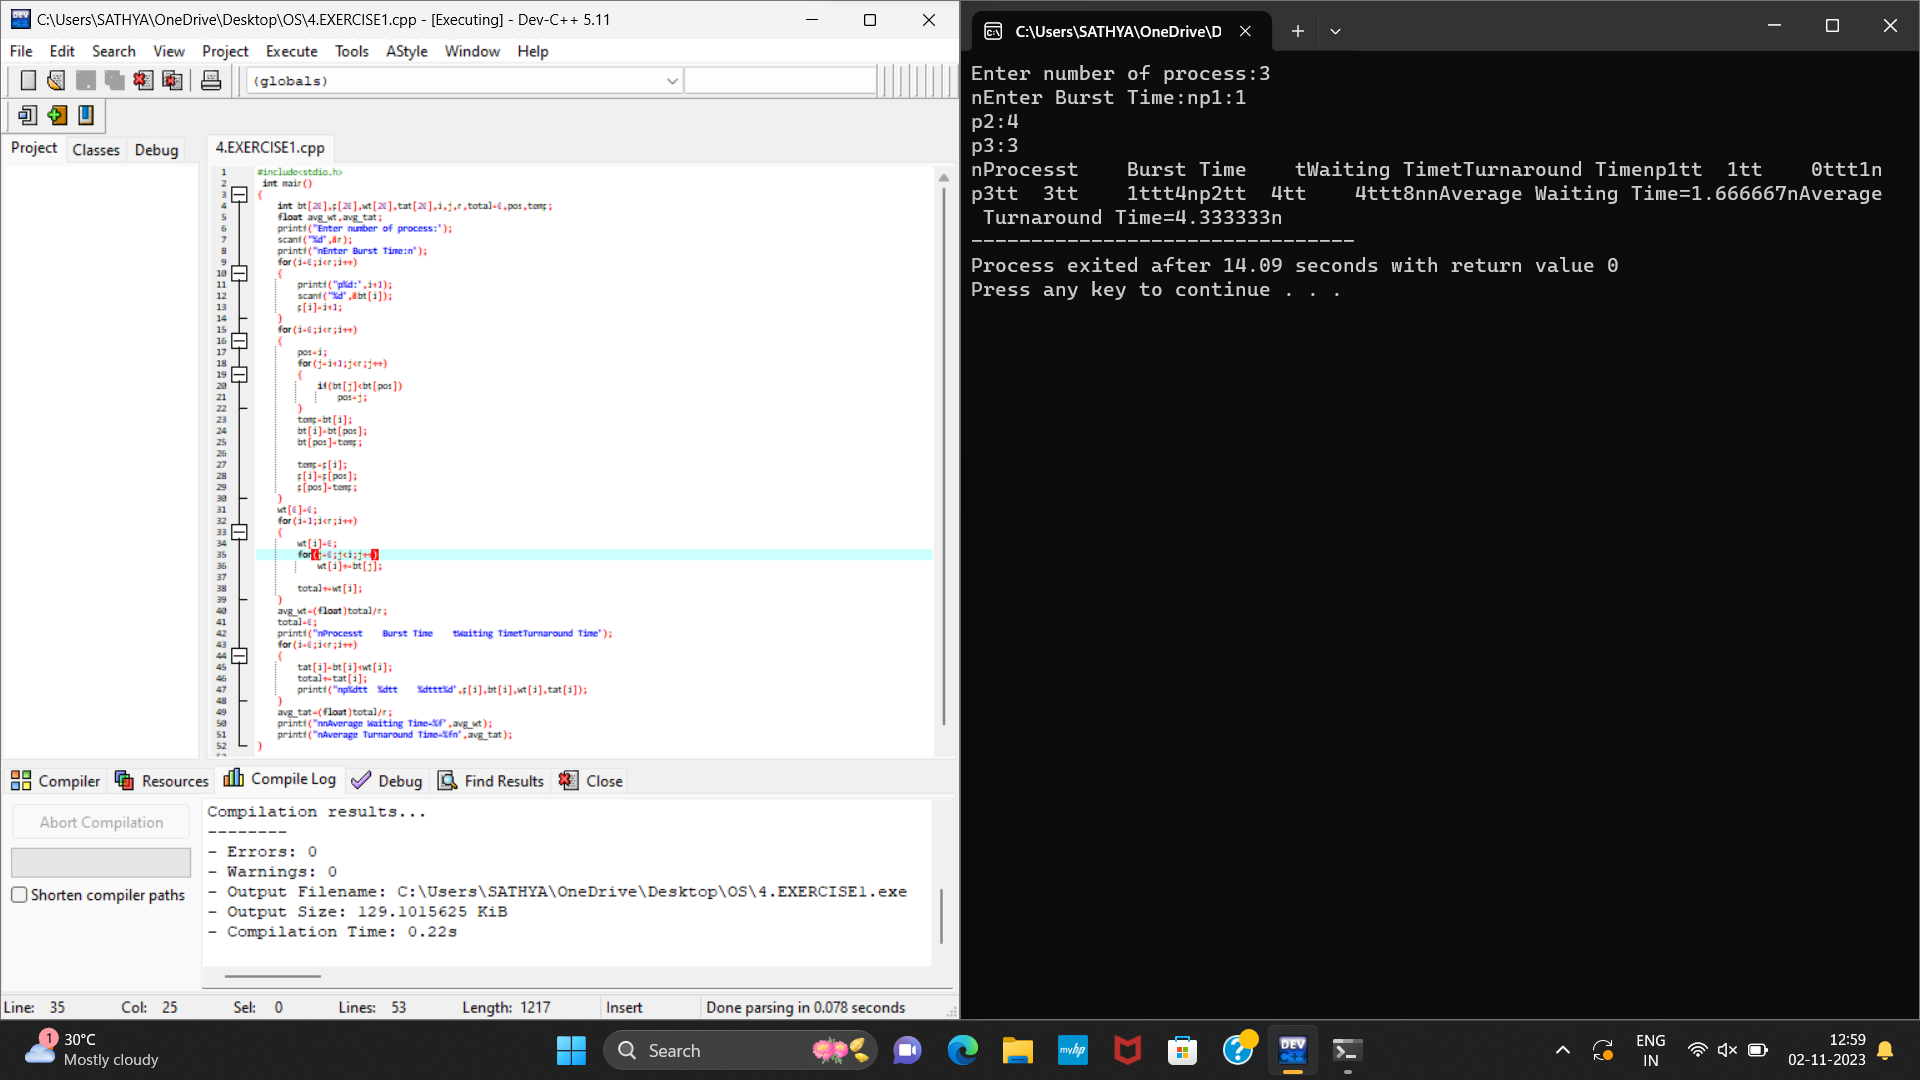 C:\Users\SATHYA\OneDrive\Desktop\OS\4.EXERCISE1.cpp - [Executing] - Dev-C++ 5.11
File Edit Search View Project Execute Tools AStyle Window Help
(globals)
Project Classes Debug
4.EXERCISE1.cpp
1 #include<stdio.h>
2 int main()
3 {
4 int bt[20],p[20],wt[20],tat[20],i,j,r,total=0,pos,temp;
5 float avg_wt,avg_tat;
6 printf("Enter number of process:");
7 scanf("%d",&r);
8 printf("nEnter Burst Time:n");
9 for(i=0;i<r;i++)
10 {
11 printf("p%d:",i+1);
12 scanf("%d",&bt[i]);
13 p[i]=i+1;
14 }
15 for(i=0;i<r;i++)
16 {
17 pos=i;
18 for(j=i+1;j<r;j++)
19 {
20 if(bt[j]<bt[pos])
21 pos=j;
22 }
23 temp=bt[i];
24 bt[i]=bt[pos];
25 bt[pos]=temp;
26
27 temp=p[i];
28 p[i]=p[pos];
29 p[pos]=temp;
30 }
31 wt[0]=0;
32 for(i=1;i<r;i++)
33 {
34 wt[i]=0;
35 for(j=0;j<i;j++)
36 wt[i]+=bt[j];
37
38 total+=wt[i];
39 }
40 avg_wt=(float)total/r;
41 total=0;
42 printf("nProcesst    Burst Time    tWaiting TimetTurnaround Time");
43 for(i=0;i<r;i++)
44 {
45 tat[i]=bt[i]+wt[i];
46 total+=tat[i];
47 printf("np%dtt  %dtt    %dttt%d",p[i],bt[i],wt[i],tat[i]);
48 }
49 avg_tat=(float)total/r;
50 printf("nnAverage Waiting Time=%f",avg_wt);
51 printf("nAverage Turnaround Time=%fn",avg_tat);
52 }
Compiler Resources Compile Log Debug Find Results Close
Abort Compilation
Shorten compiler paths
Compilation results...
--------
- Errors: 0
- Warnings: 0
- Output Filename: C:\Users\SATHYA\OneDrive\Desktop\OS\4.EXERCISE1.exe
- Output Size: 129.1015625 KiB
- Compilation Time: 0.22s
Line: 35 Col: 25 Sel: 0 Lines: 53 Length: 1217 Insert Done parsing in 0.078 seconds
C:\Users\SATHYA\OneDrive\D
Enter number of process:3
nEnter Burst Time:np1:1
p2:4
p3:3
nProcesst    Burst Time    tWaiting TimetTurnaround Timenp1tt  1tt    0ttt1n
p3tt  3tt    1ttt4np2tt  4tt    4ttt8nnAverage Waiting Time=1.666667nAverage
 Turnaround Time=4.333333n
--------------------------------
Process exited after 14.09 seconds with return value 0
Press any key to continue . . .
1
30°C
Mostly cloudy
Search
myhp
DEV
C++
ENG
IN
12:59
02-11-2023